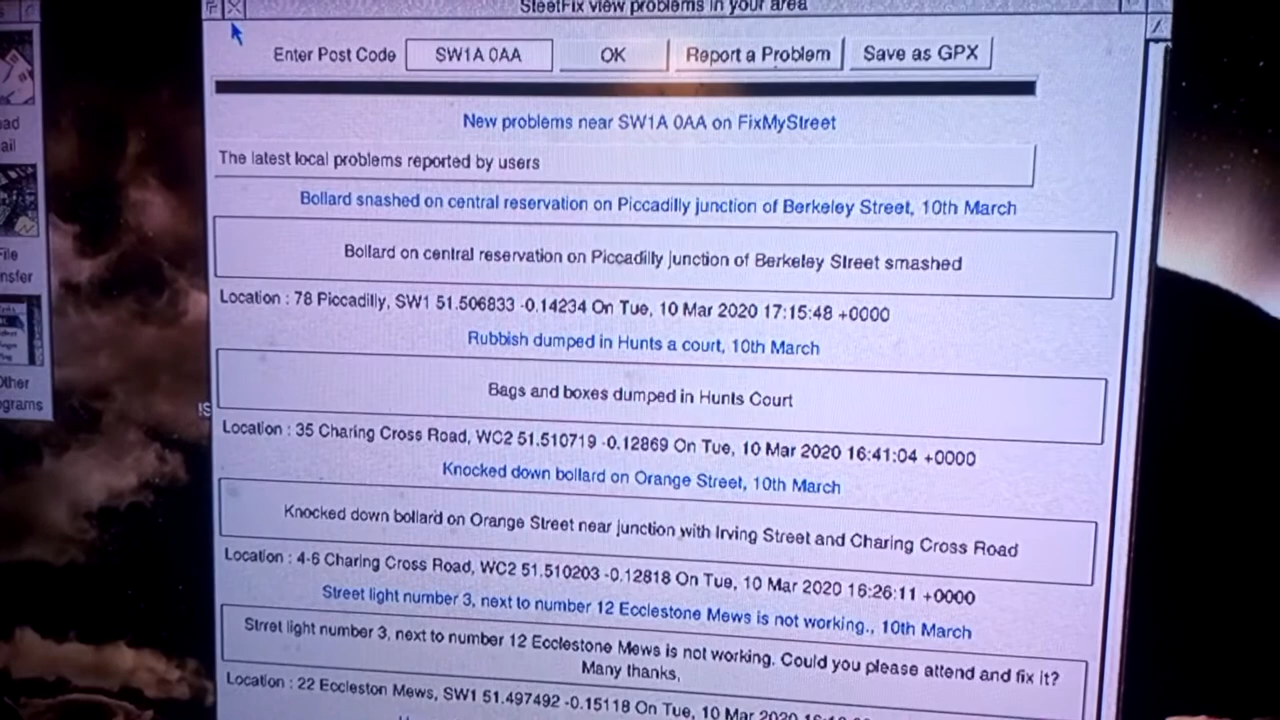 SteetFix view problems in your area
Enter Post Code SW1A 0AA OK Report a Problem Save as GPX
New problems near SW1A 0AA on FixMyStreet
The latest local problems reported by users
Bollard snashed on central reservation on Piccadilly junction of Berkeley Street, 10th March
Bollard on central reservation on Piccadilly junction of Berkeley Street smashed
Location : 78 Piccadilly, SW1 51.506833 -0.14234 On Tue, 10 Mar 2020 17:15:48 +0000
Rubbish dumped in Hunts a court, 10th March
Bags and boxes dumped in Hunts Court
Location : 35 Charing Cross Road, WC2 51.510719 -0.12869 On Tue, 10 Mar 2020 16:41:04 +0000
Knocked down bollard on Orange Street, 10th March
Knocked down bollard on Orange Street near junction with Irving Street and Charing Cross Road
Location : 4-6 Charing Cross Road, WC2 51.510203 -0.12818 On Tue, 10 Mar 2020 16:26:11 +0000
Street light number 3, next to number 12 Ecclestone Mews is not working., 10th March
Strret light number 3, next to number 12 Ecclestone Mews is not working. Could you please attend and fix it?
Many thanks,
Location : 22 Eccleston Mews, SW1 51.497492 -0.15118 On Tue, 10 Mar 2020
ad
ail
File
nsfer
Other
grams
!S